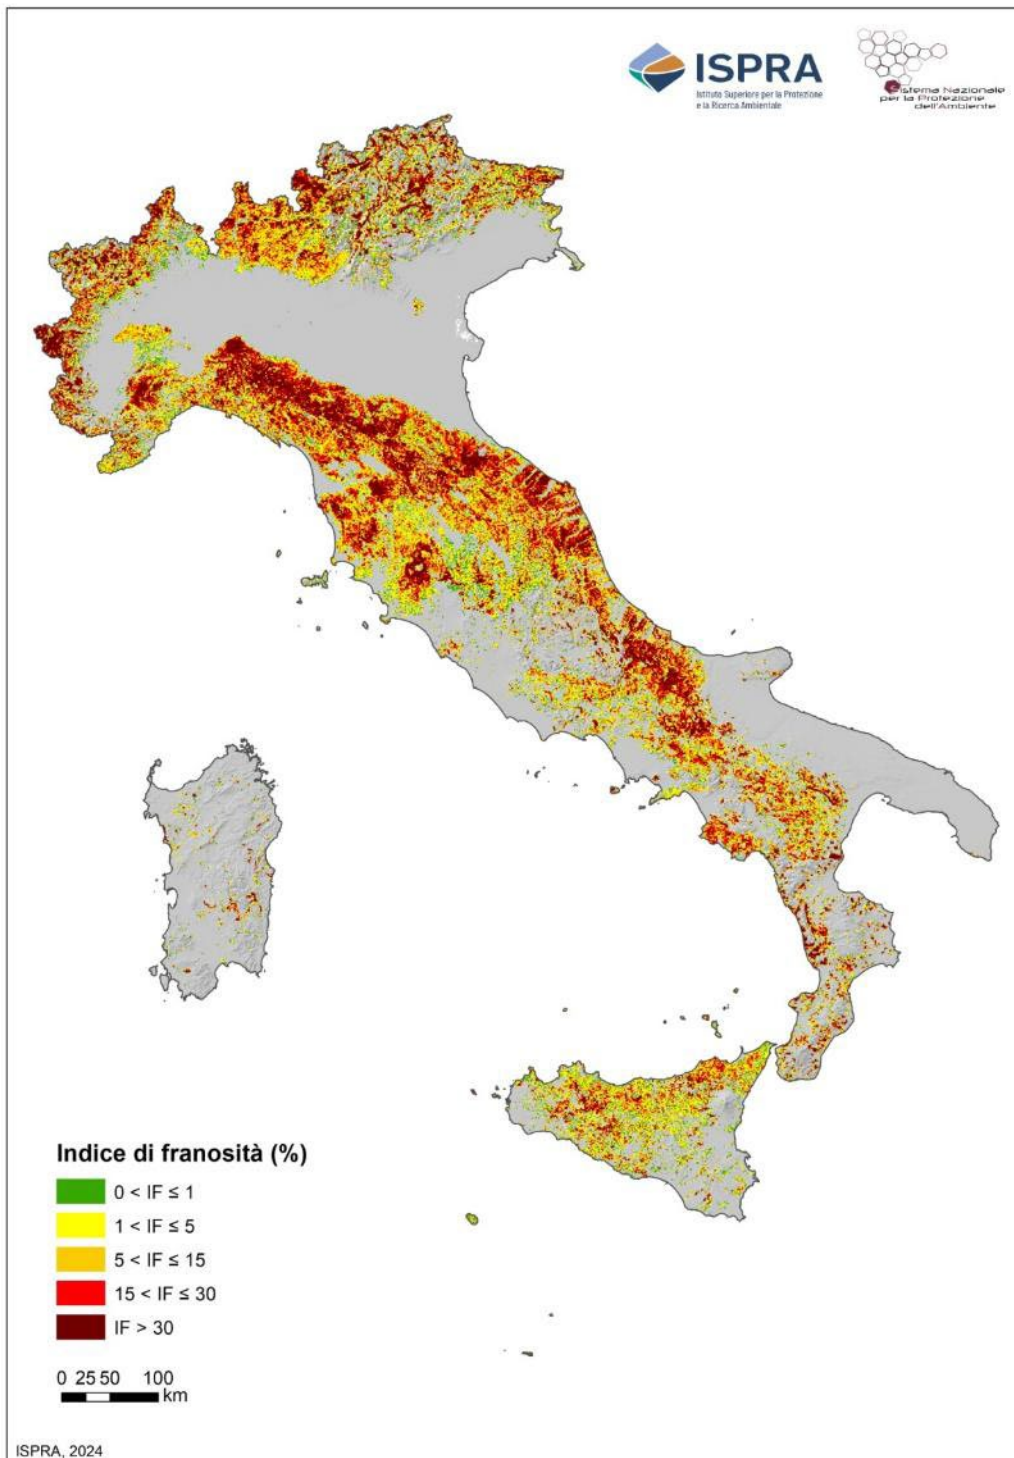 ISPRA
Istituto Superiore per la Protezione
e la Ricerca Ambientale
Sistema Nazionale
per la Protezione
dell'Ambiente
Indice di franosità (%)
0 < IF ≤ 1
1 < IF ≤ 5
5 < IF ≤ 15
15 < IF ≤ 30
IF > 30
0 25 50 100
km
ISPRA, 2024